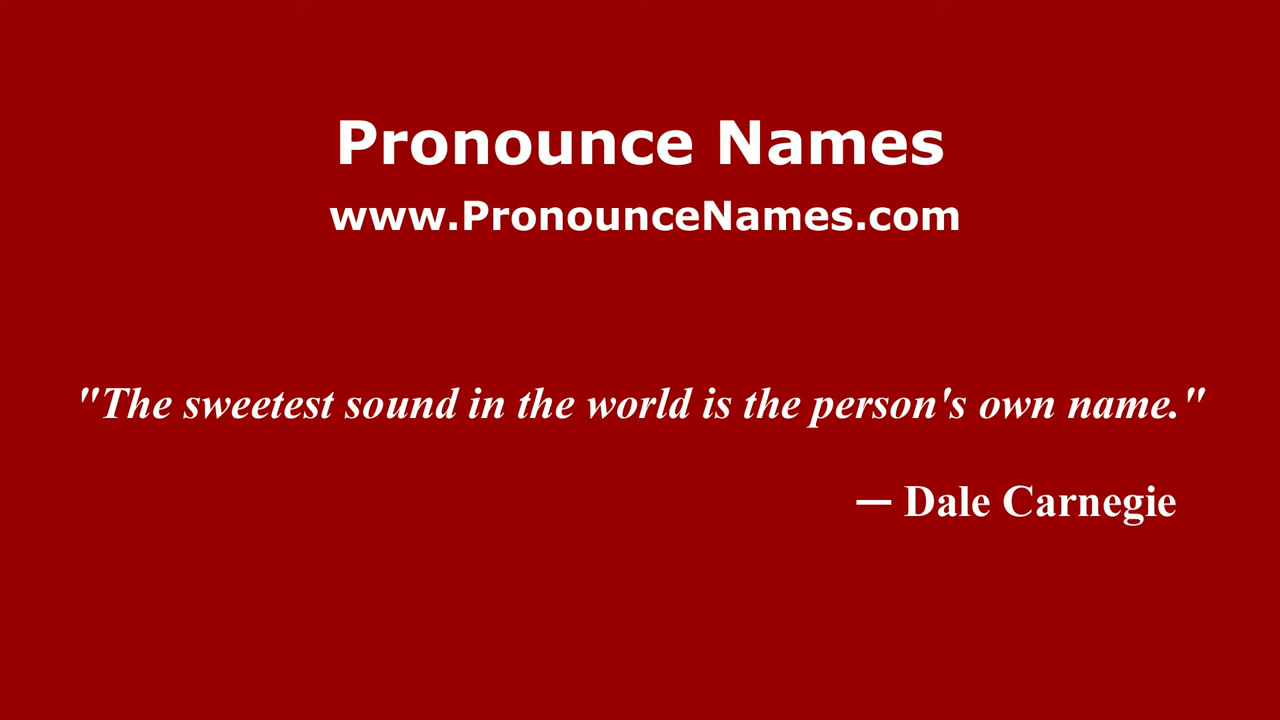 Pronounce Names
www.PronounceNames.com
"The sweetest sound in the world is the person's own name."
— Dale Carnegie